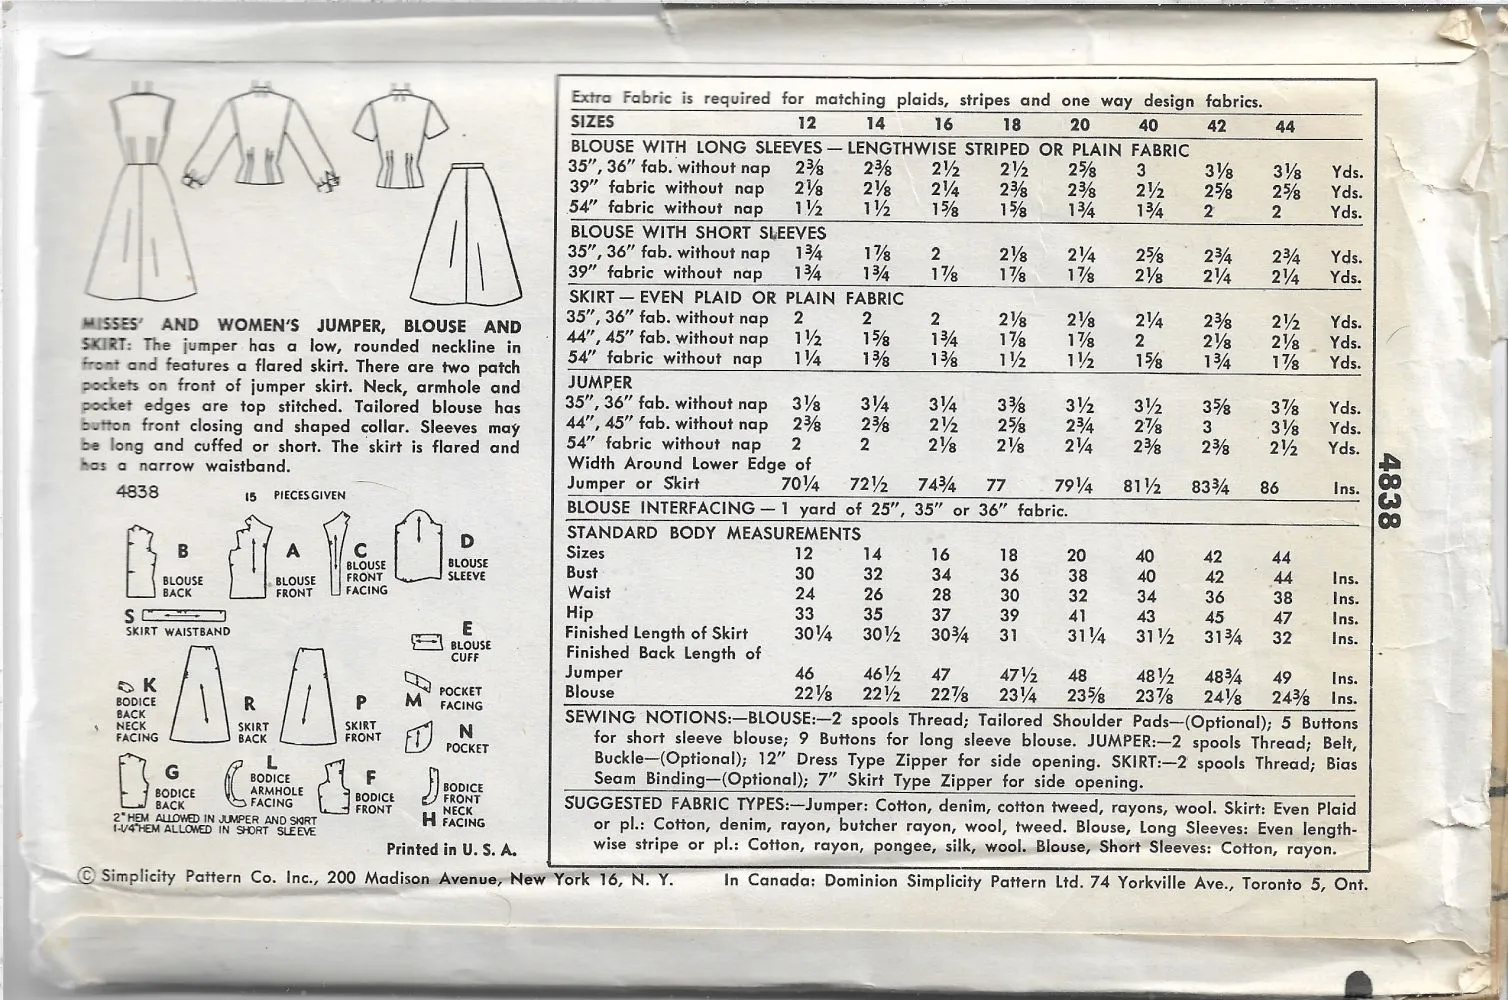 MISSES' AND WOMEN'S JUMPER, BLOUSE AND
SKIRT: The jumper has a low, rounded neckline in
front and features a flared skirt. There are two patch
pockets on front of jumper skirt. Neck, armhole and
pocket edges are top stitched. Tailored blouse has
button front closing and shaped collar. Sleeves may
be long and cuffed or short. The skirt is flared and
has a narrow waistband.
4838 15 PIECES GIVEN
B BLOUSE BACK
A BLOUSE FRONT
C BLOUSE FRONT FACING
D BLOUSE SLEEVE
S SKIRT WAISTBAND
E BLOUSE CUFF
K BODICE BACK NECK FACING
R SKIRT BACK
P SKIRT FRONT
M POCKET FACING
N POCKET
G BODICE BACK
L BODICE ARMHOLE FACING
F BODICE FRONT
H BODICE FRONT NECK FACING
2" HEM ALLOWED IN JUMPER AND SKIRT
1-1/4" HEM ALLOWED IN SHORT SLEEVE
Printed in U. S. A.
Extra Fabric is required for matching plaids, stripes and one way design fabrics.
SIZES 12 14 16 18 20 40 42 44
BLOUSE WITH LONG SLEEVES — LENGTHWISE STRIPED OR PLAIN FABRIC
35", 36" fab. without nap 2⅜ 2⅜ 2½ 2½ 2⅝ 3 3⅛ 3⅛ Yds.
39" fabric without nap 2⅛ 2⅛ 2¼ 2⅜ 2⅜ 2½ 2⅝ 2⅝ Yds.
54" fabric without nap 1½ 1½ 1⅝ 1⅝ 1¾ 1¾ 2 2 Yds.
BLOUSE WITH SHORT SLEEVES
35", 36" fab. without nap 1¾ 1⅞ 2 2⅛ 2¼ 2⅝ 2¾ 2¾ Yds.
39" fabric without nap 1¾ 1¾ 1⅞ 1⅞ 1⅞ 2⅛ 2¼ 2¼ Yds.
SKIRT — EVEN PLAID OR PLAIN FABRIC
35", 36" fab. without nap 2 2 2 2⅛ 2⅛ 2¼ 2⅜ 2½ Yds.
44", 45" fab. without nap 1½ 1⅝ 1¾ 1⅞ 1⅞ 2 2⅛ 2⅛ Yds.
54" fabric without nap 1¼ 1⅜ 1⅜ 1½ 1½ 1⅝ 1¾ 1⅞ Yds.
JUMPER
35", 36" fab. without nap 3⅛ 3¼ 3¼ 3⅜ 3½ 3½ 3⅝ 3⅞ Yds.
44", 45" fab. without nap 2⅜ 2⅜ 2½ 2⅝ 2¾ 2⅞ 3 3⅛ Yds.
54" fabric without nap 2 2 2⅛ 2⅛ 2¼ 2⅜ 2⅜ 2½ Yds.
Width Around Lower Edge of
Jumper or Skirt 70¼ 72½ 74¾ 77 79¼ 81½ 83¾ 86 Ins.
BLOUSE INTERFACING — 1 yard of 25", 35" or 36" fabric.
STANDARD BODY MEASUREMENTS
Sizes 12 14 16 18 20 40 42 44
Bust 30 32 34 36 38 40 42 44 Ins.
Waist 24 26 28 30 32 34 36 38 Ins.
Hip 33 35 37 39 41 43 45 47 Ins.
Finished Length of Skirt 30¼ 30½ 30¾ 31 31¼ 31½ 31¾ 32 Ins.
Finished Back Length of
Jumper 46 46½ 47 47½ 48 48½ 48¾ 49 Ins.
Blouse 22⅛ 22½ 22⅞ 23¼ 23⅝ 23⅞ 24⅛ 24⅜ Ins.
SEWING NOTIONS:—BLOUSE:—2 spools Thread; Tailored Shoulder Pads—(Optional); 5 Buttons
for short sleeve blouse; 9 Buttons for long sleeve blouse. JUMPER:—2 spools Thread; Belt,
Buckle—(Optional); 12" Dress Type Zipper for side opening. SKIRT:—2 spools Thread; Bias
Seam Binding—(Optional); 7" Skirt Type Zipper for side opening.
SUGGESTED FABRIC TYPES:—Jumper: Cotton, denim, cotton tweed, rayons, wool. Skirt: Even Plaid
or pl.: Cotton, denim, rayon, butcher rayon, wool, tweed. Blouse, Long Sleeves: Even length-
wise stripe or pl.: Cotton, rayon, pongee, silk, wool. Blouse, Short Sleeves: Cotton, rayon.
4838
© Simplicity Pattern Co. Inc., 200 Madison Avenue, New York 16, N. Y. In Canada: Dominion Simplicity Pattern Ltd. 74 Yorkville Ave., Toronto 5, Ont.